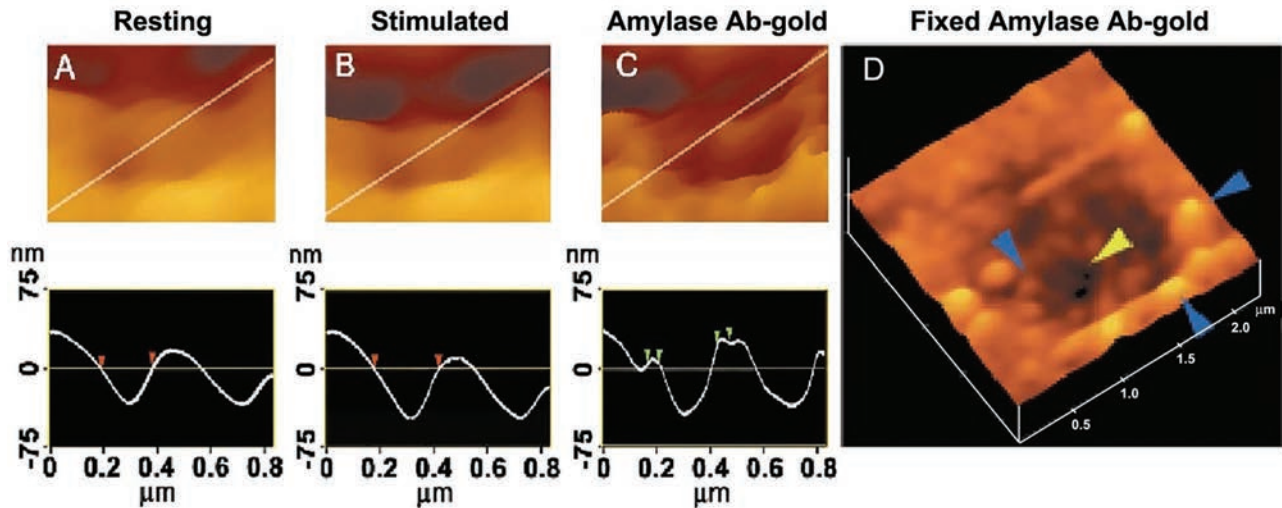 Resting
Stimulated
Amylase Ab-gold
Fixed Amylase Ab-gold
A
B
C
D
nm
75
0
-75
0 0.2 0.4 0.6 0.8
μm
nm
75
0
-75
0 0.2 0.4 0.6 0.8
μm
nm
75
0
-75
0 0.2 0.4 0.6 0.8
μm
μm
2.0
1.5
1.0
0.5